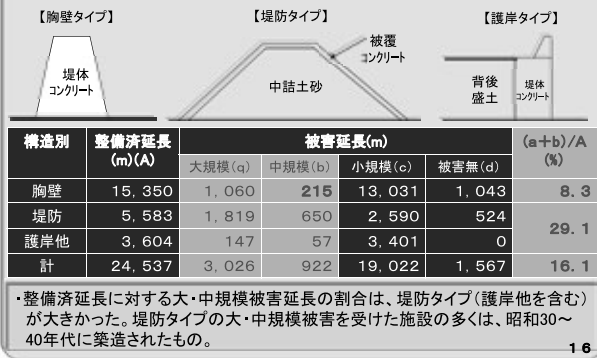 【胸壁タイプ】 【堤防タイプ】 【護岸タイプ】
被覆
コンクリート
堤体
コンクリート
中詰土砂
背後
盛土
堤体
コンクリート
構造別 整備済延長(m)(A) 被害延長(m) (a+b)/A(%)
大規模(q) 中規模(b) 小規模(c) 被害無(d)
胸壁 15,350 1,060 215 13,031 1,043 8.3
堤防 5,583 1,819 650 2,590 524
29.1
護岸他 3,604 147 57 3,401 0
計 24,537 3,026 922 19,022 1,567 16.1
・整備済延長に対する大・中規模被害延長の割合は、堤防タイプ(護岸他を含む)
が大きかった。堤防タイプの大・中規模被害を受けた施設の多くは、昭和30～
40年代に築造されたもの。
16